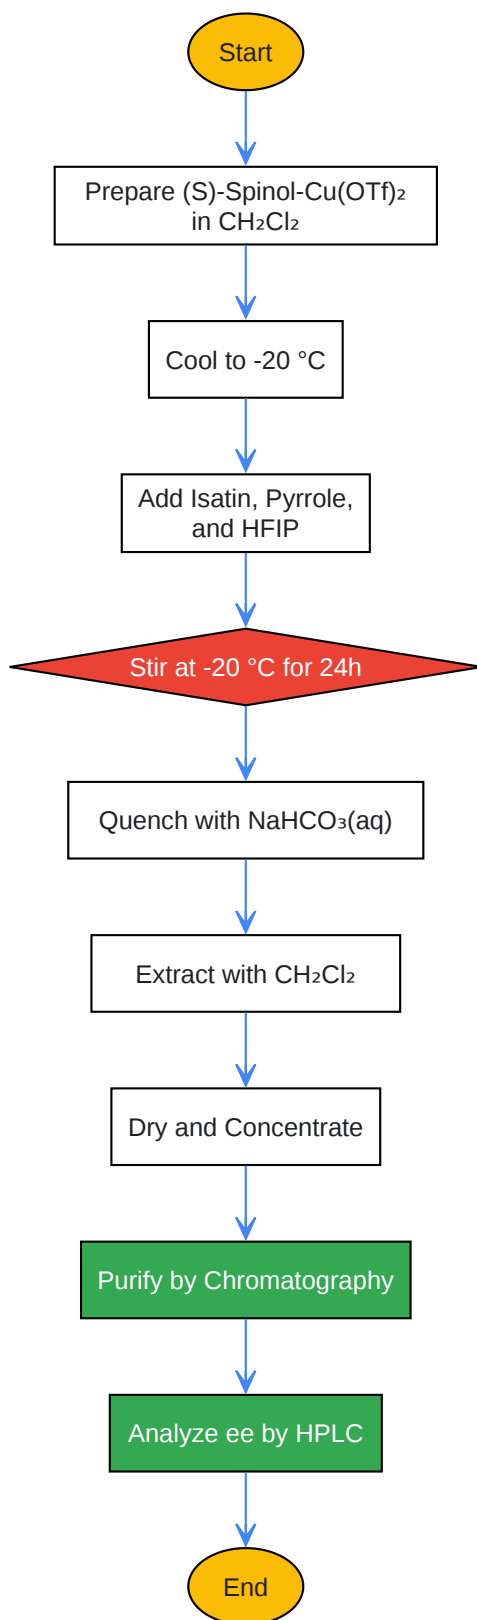 Start
Prepare (S)-Spinol-Cu(OTf)₂
in CH₂Cl₂
Cool to -20 °C
Add Isatin, Pyrrole,
and HFIP
Stir at -20 °C for 24h
Quench with NaHCO₃(aq)
Extract with CH₂Cl₂
Dry and Concentrate
Purify by Chromatography
Analyze ee by HPLC
End